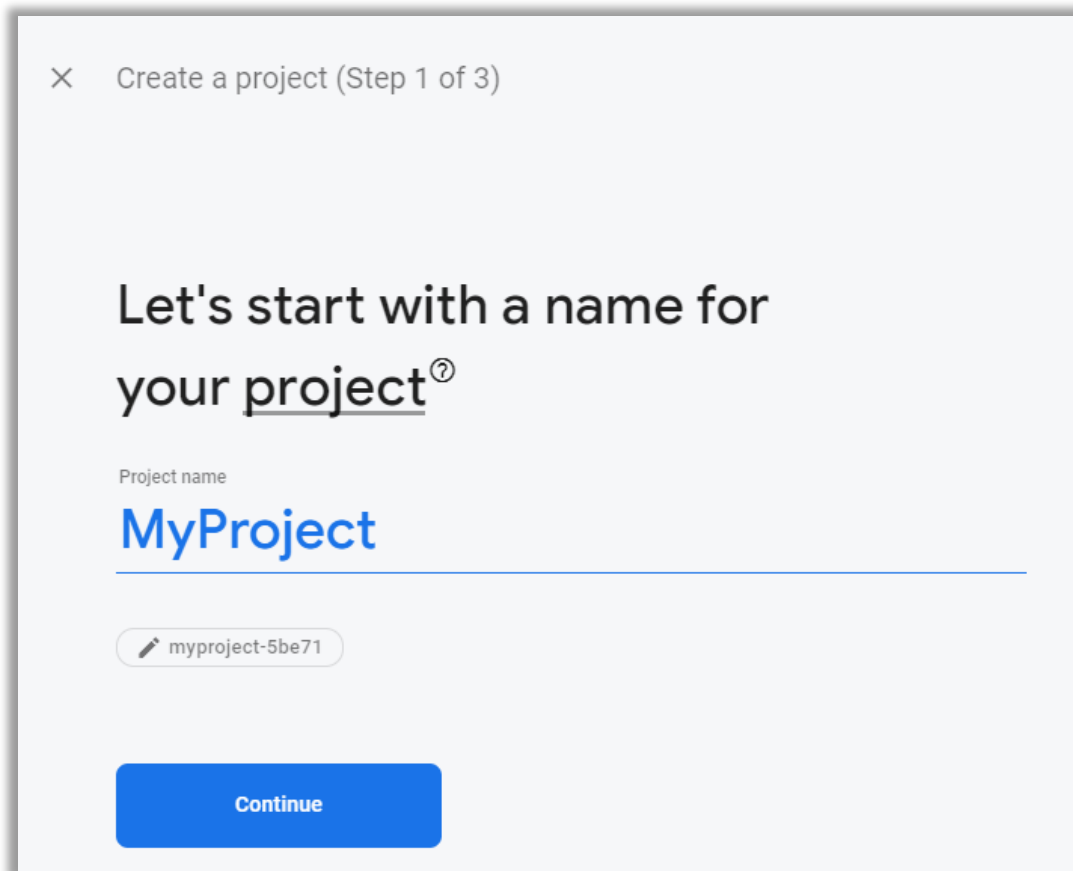 Create a project (Step 1 of 3)
Let's start with a name for
your project?
Project name
MyProject
myproject-5be71
Continue